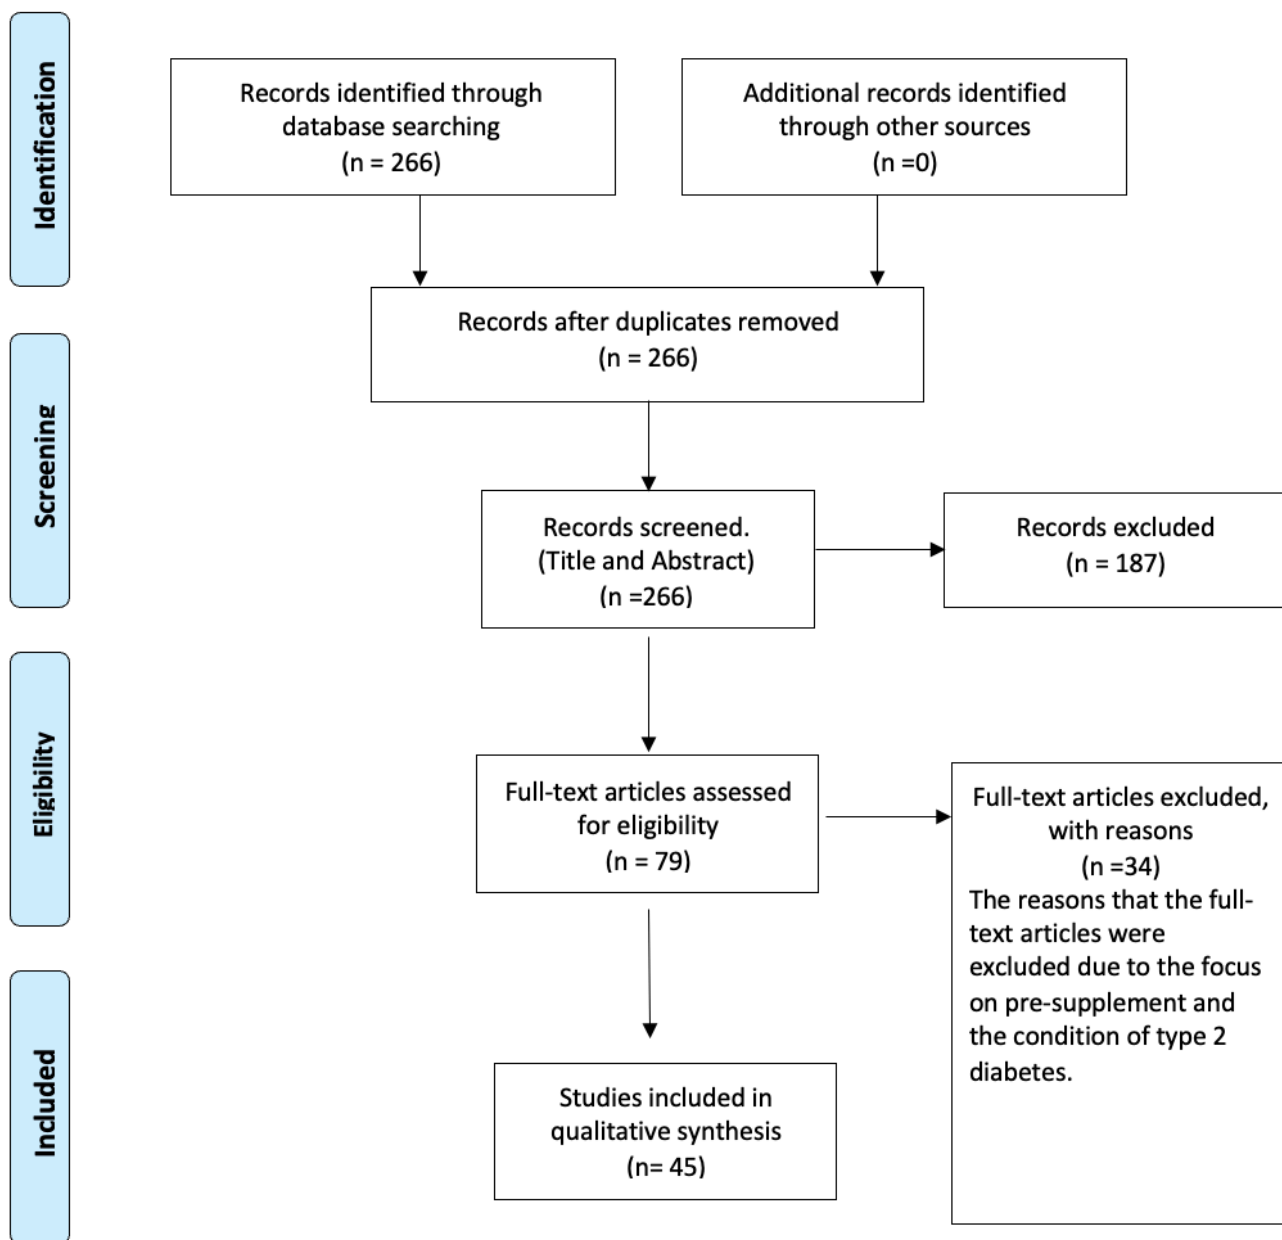 Identification
Records identified through
database searching
(n = 266)
Additional records identified
through other sources
(n =0)
Records after duplicates removed
(n = 266)
Screening
Records screened.
(Title and Abstract)
(n =266)
Records excluded
(n = 187)
Eligibility
Full-text articles assessed
for eligibility
(n = 79)
Full-text articles excluded,
with reasons
(n =34)
The reasons that the full-
text articles were
excluded due to the focus
on pre-supplement and
the condition of type 2
diabetes.
Included
Studies included in
qualitative synthesis
(n= 45)